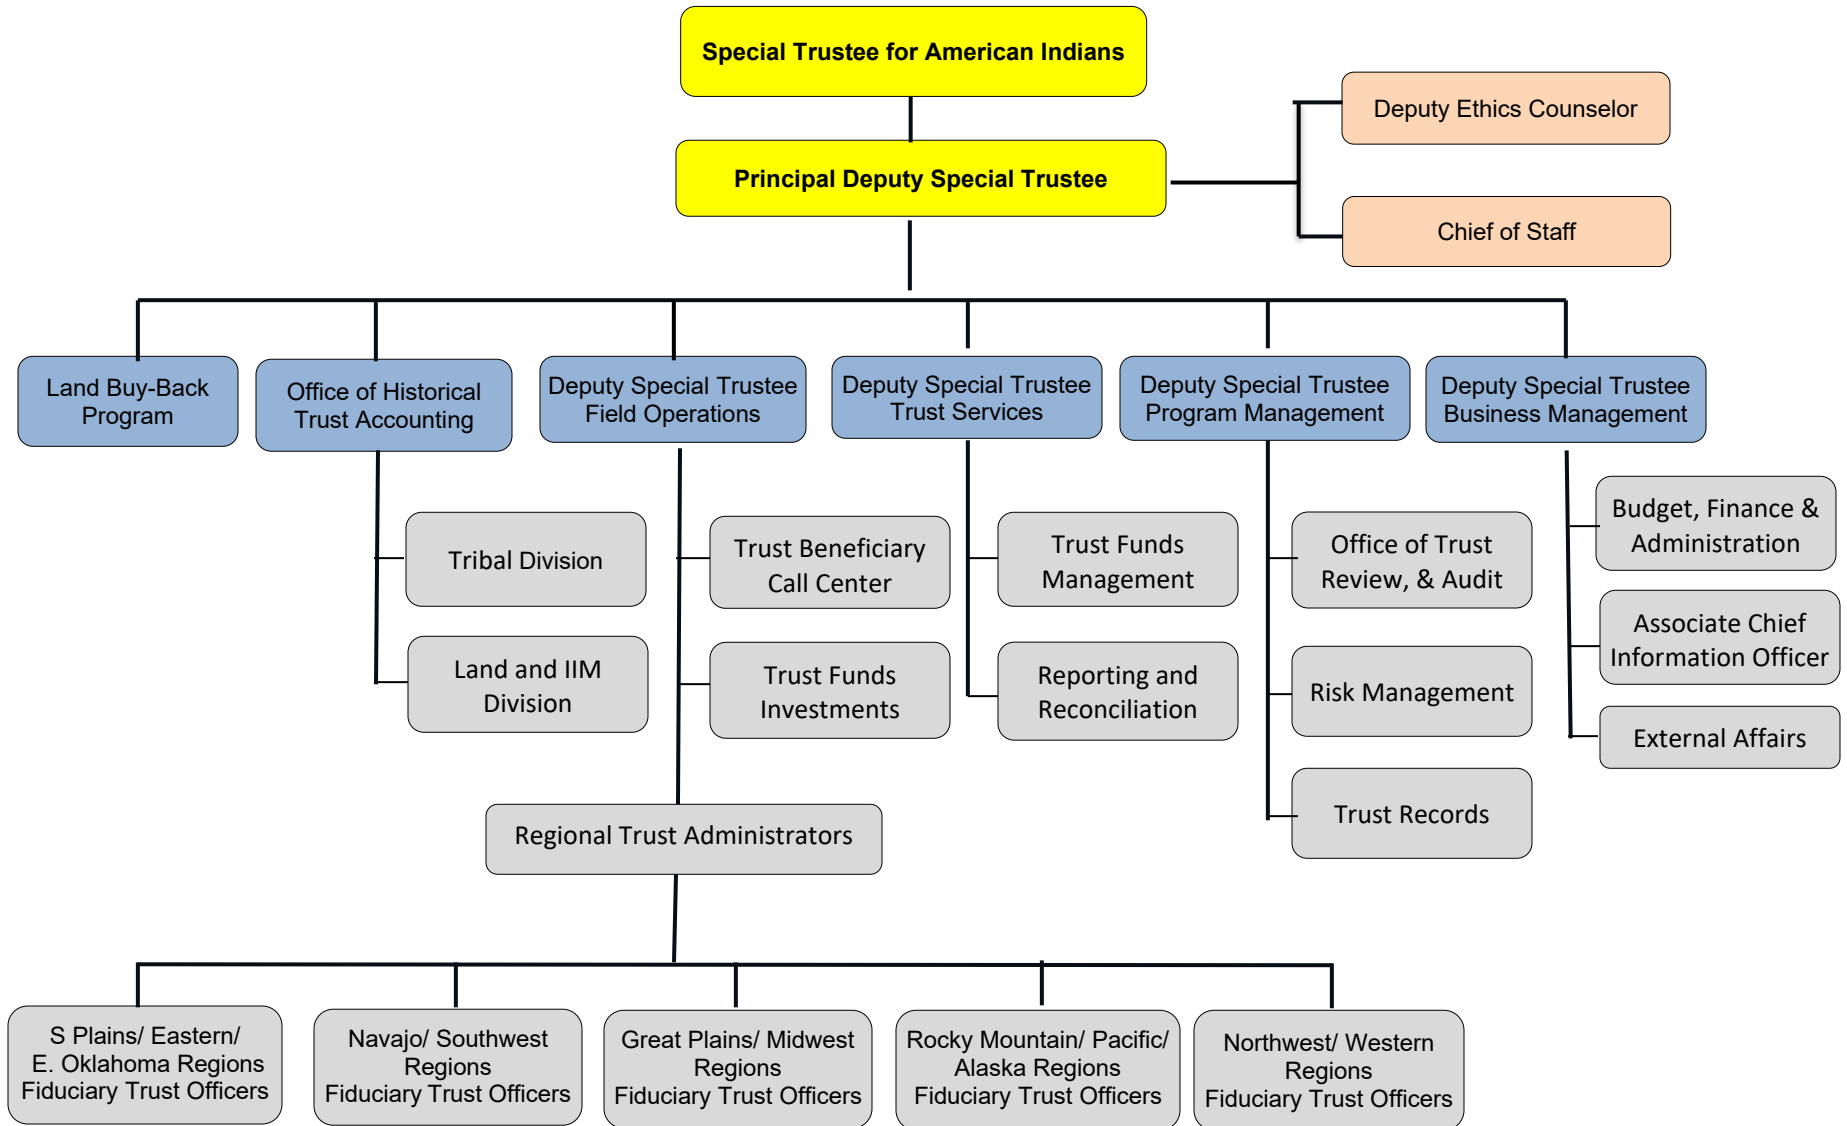 Special Trustee for American Indians
Deputy Ethics Counselor
Principal Deputy Special Trustee
Chief of Staff
Land Buy-Back
Program
Office of Historical
Trust Accounting
Deputy Special Trustee
Field Operations
Deputy Special Trustee
Trust Services
Deputy Special Trustee
Program Management
Deputy Special Trustee
Business Management
Tribal Division
Land and IIM
Division
Trust Beneficiary
Call Center
Trust Funds
Investments
Trust Funds
Management
Reporting and
Reconciliation
Office of Trust
Review, & Audit
Risk Management
Trust Records
Budget, Finance &
Administration
Associate Chief
Information Officer
External Affairs
Regional Trust Administrators
S Plains/ Eastern/
E. Oklahoma Regions
Fiduciary Trust Officers
Navajo/ Southwest
Regions
Fiduciary Trust Officers
Great Plains/ Midwest
Regions
Fiduciary Trust Officers
Rocky Mountain/ Pacific/
Alaska Regions
Fiduciary Trust Officers
Northwest/ Western
Regions
Fiduciary Trust Officers